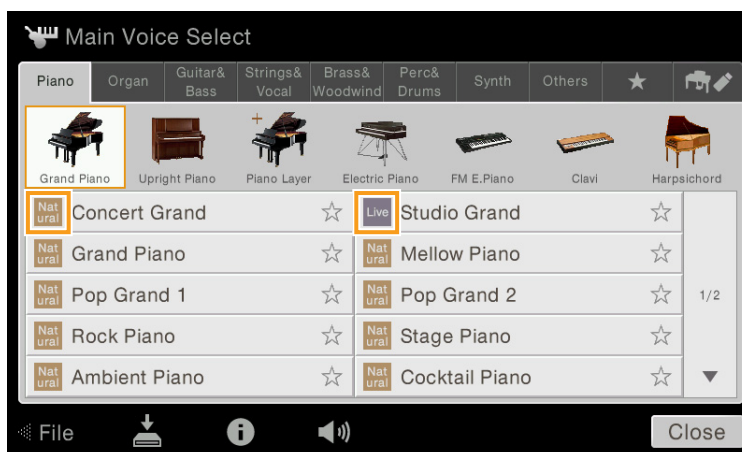 Main Voice Select
Piano
Organ
Guitar&
Bass
Strings&
Vocal
Brass&
Woodwind
Perc&
Drums
Synth
Others
Grand Piano
Upright Piano
Piano Layer
Electric Piano
FM E.Piano
Clavi
Harpsichord
Nat
ural
Concert Grand
Live
Studio Grand
Nat
ural
Grand Piano
Nat
ural
Mellow Piano
Nat
ural
Pop Grand 1
Nat
ural
Pop Grand 2
1/2
Nat
ural
Rock Piano
Nat
ural
Stage Piano
Nat
ural
Ambient Piano
Nat
ural
Cocktail Piano
File
Close